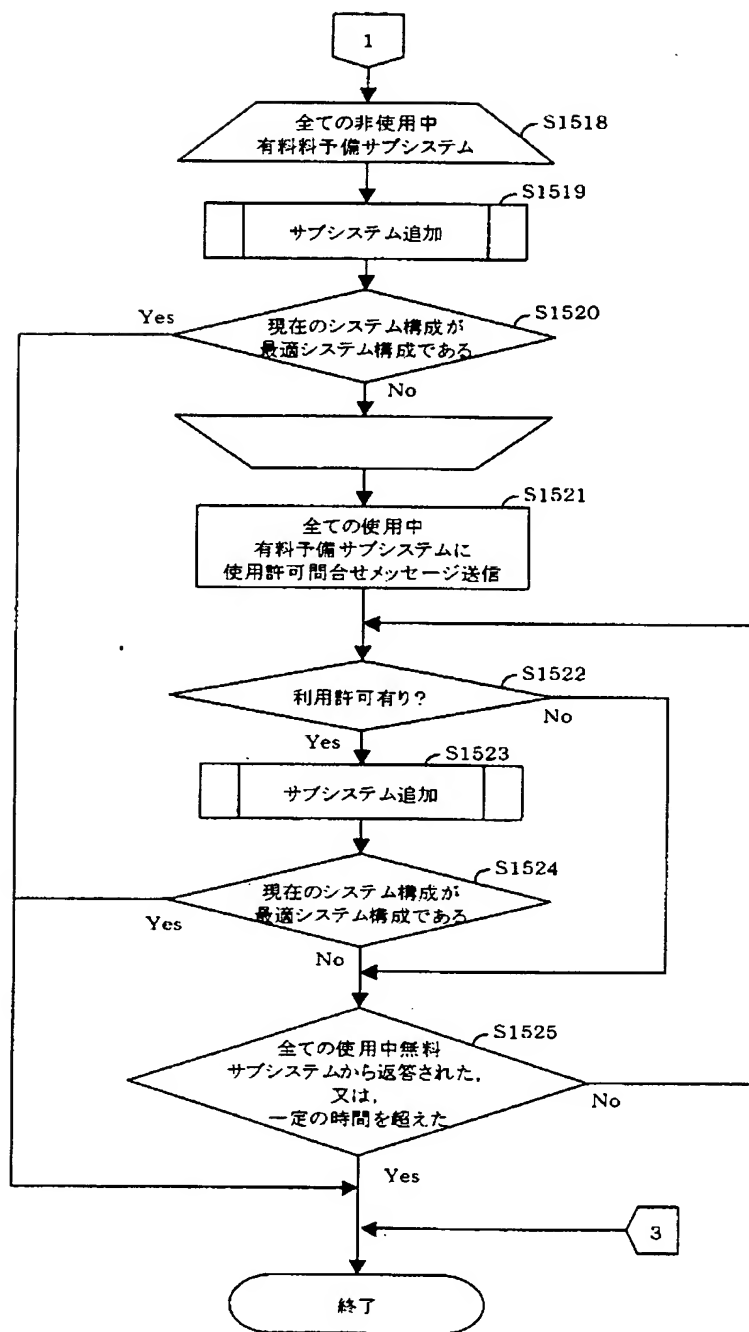 1
全ての非使用中
有料料予備サブシステム
S1518
S1519
サブシステム追加
Yes
S1520
現在のシステム構成が
最適システム構成である
No
S1521
全ての使用中
有料予備サブシステムに
使用許可問合せメッセージ送信
S1522
利用許可有り?
No
Yes
S1523
サブシステム追加
S1524
現在のシステム構成が
最適システム構成である
Yes
No
S1525
全ての使用中無料
サブシステムから返答された,
又は,
一定の時間を超えた
No
Yes
3
終了